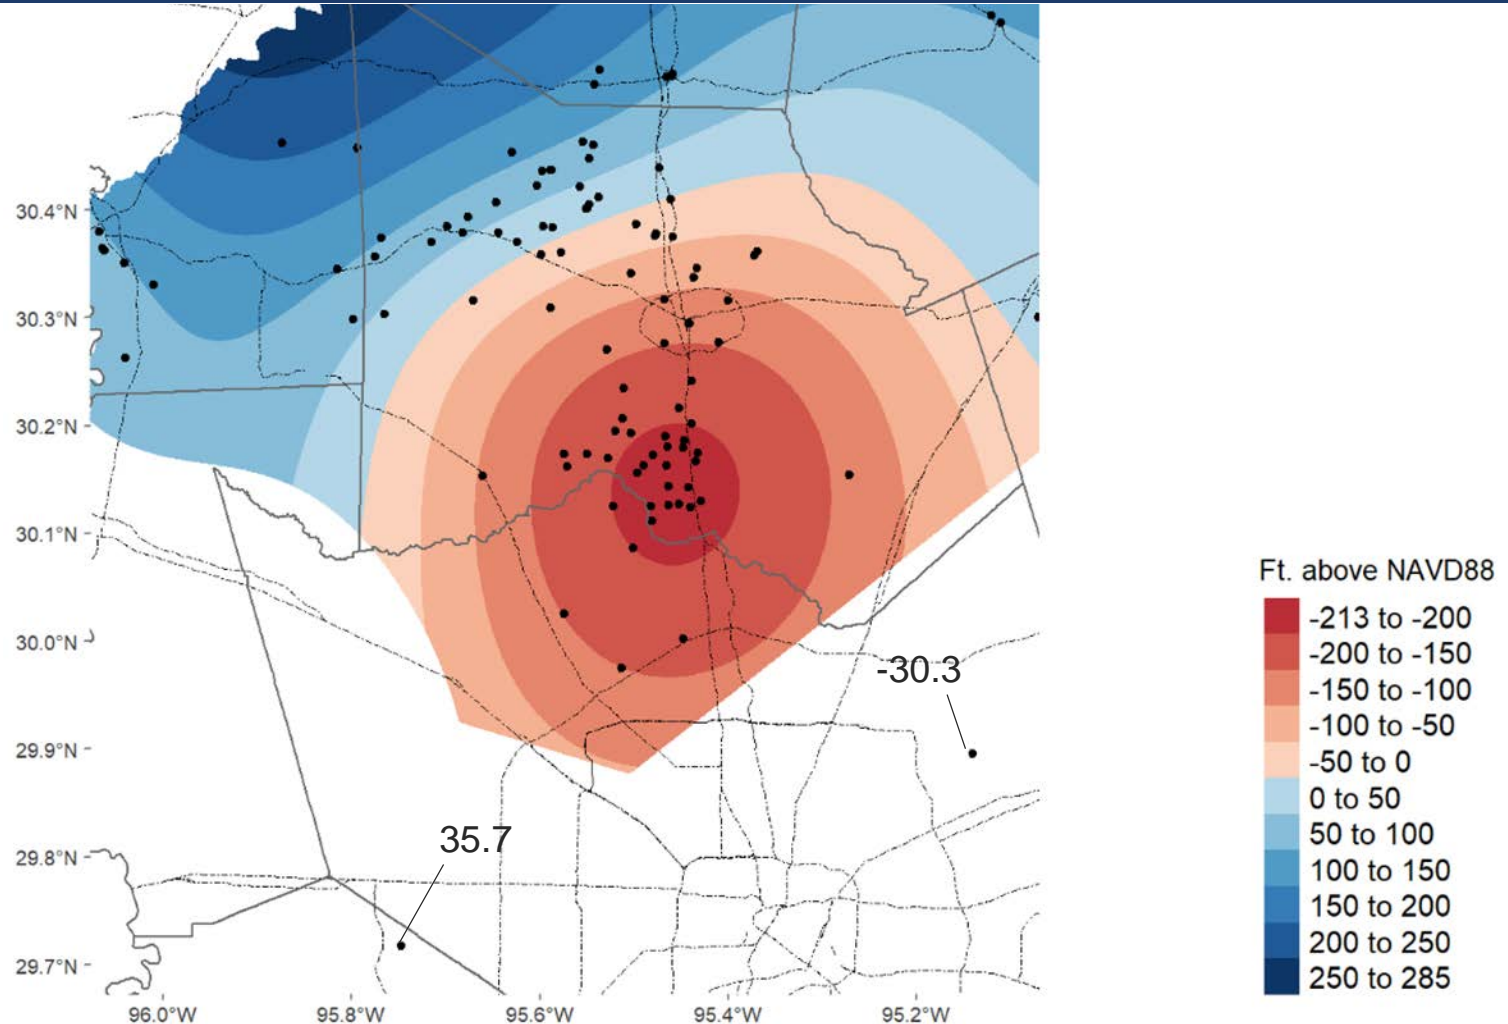 30.4°N
30.3°N
30.2°N
30.1°N
30.0°N
29.9°N
29.8°N
29.7°N
96.0°W
95.8°W
95.6°W
95.4°W
95.2°W
-30.3
35.7
Ft. above NAVD88
-213 to -200
-200 to -150
-150 to -100
-100 to -50
-50 to 0
0 to 50
50 to 100
100 to 150
150 to 200
200 to 250
250 to 285